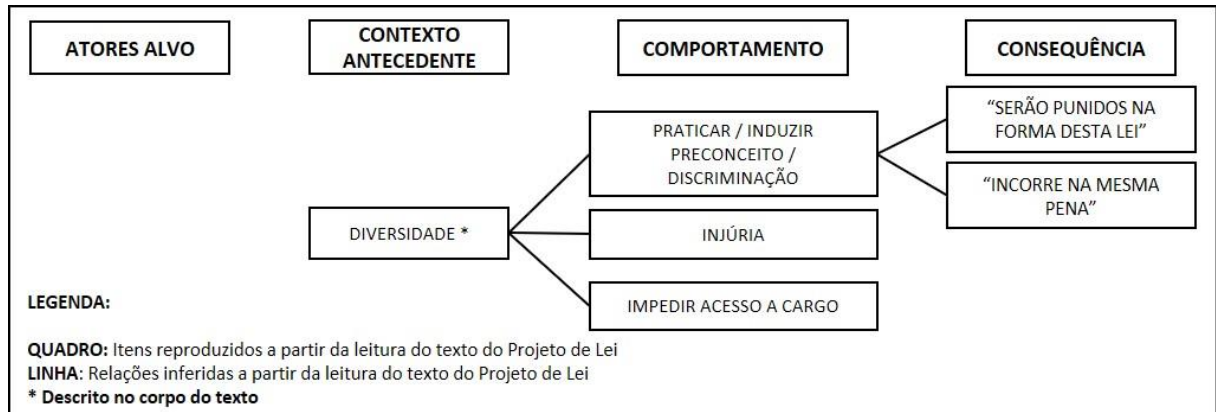 ATORES ALVO
CONTEXTO
ANTECEDENTE
COMPORTAMENTO
CONSEQUÊNCIA
PRATICAR / INDUZIR
PRECONCEITO /
DISCRIMINAÇÃO
"SERÃO PUNIDOS NA
FORMA DESTA LEI"
"INCORRE NA MESMA
PENA"
DIVERSIDADE *
INJÚRIA
IMPEDIR ACESSO A CARGO
LEGENDA:
QUADRO: Itens reproduzidos a partir da leitura do texto do Projeto de Lei
LINHA: Relações inferidas a partir da leitura do texto do Projeto de Lei
* Descrito no corpo do texto